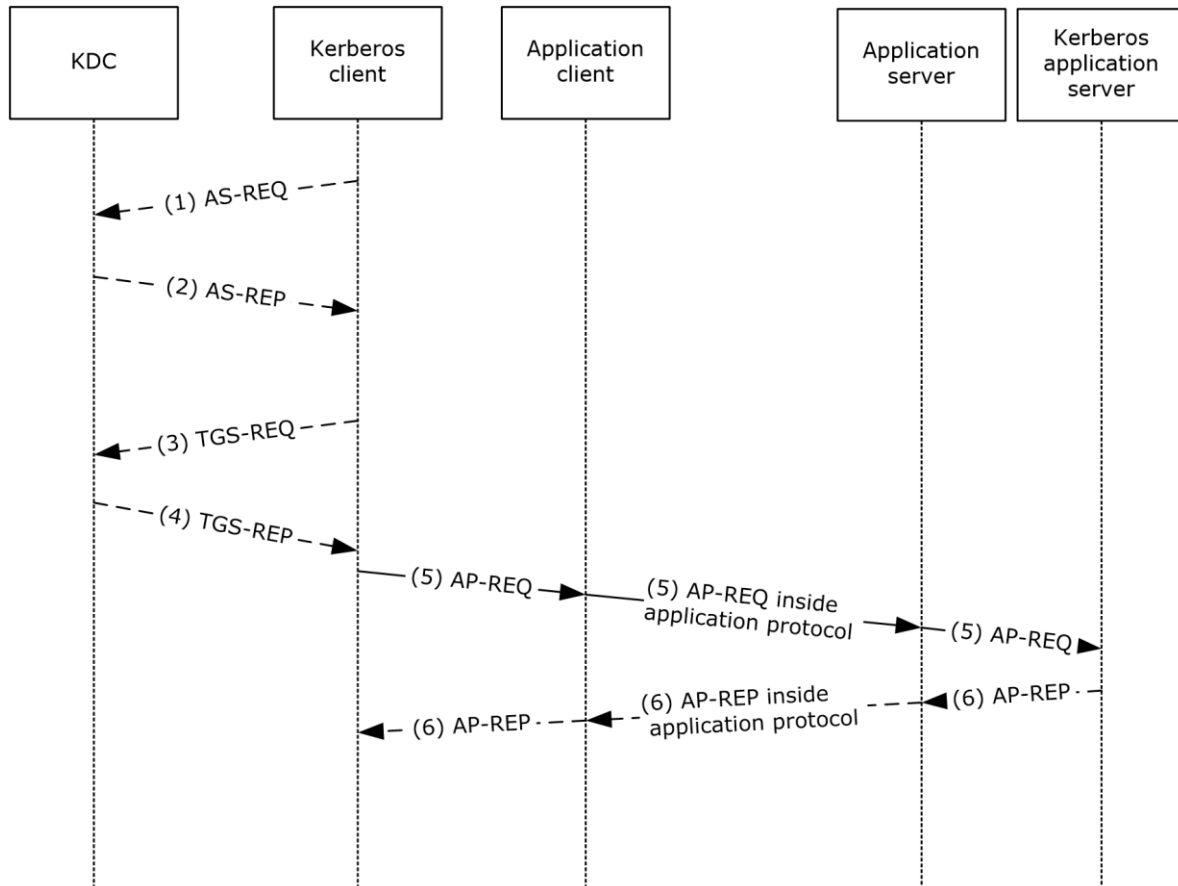 KDC
Kerberos
client
Application
client
Application
server
Kerberos
application
server
(1) AS-REQ
(2) AS-REP
(3) TGS-REQ
(4) TGS-REP
(5) AP-REQ
(5) AP-REQ inside
application protocol
(5) AP-REQ
(6) AP-REP
(6) AP-REP inside
application protocol
(6) AP-REP